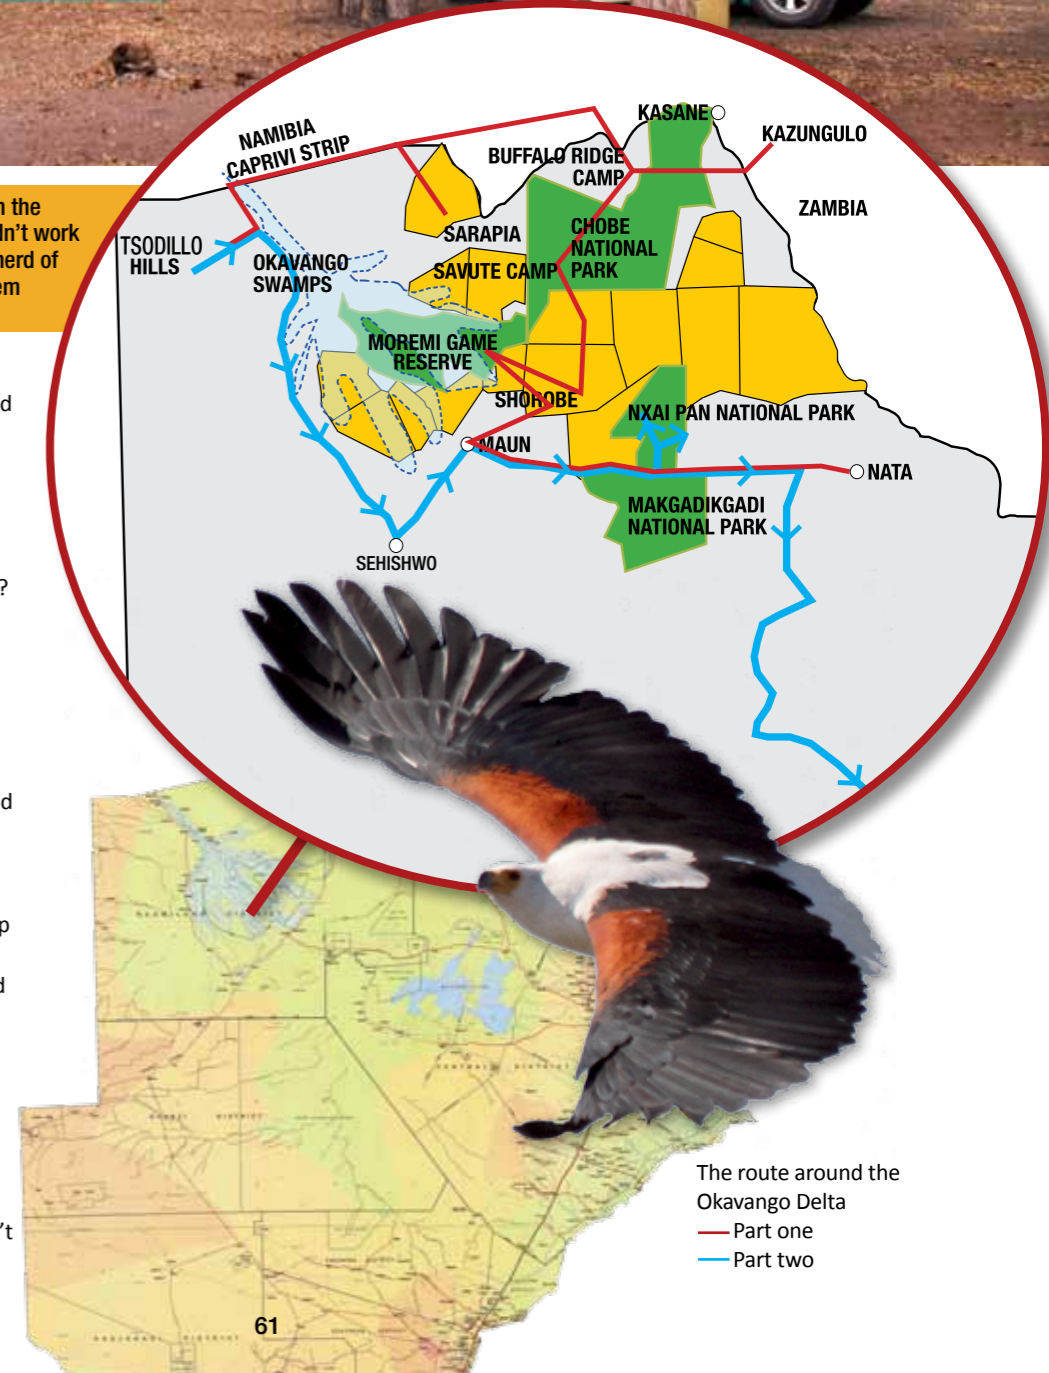 n the
dn't work
herd of
em
d
?
ed
p
d
't
NAMIBIA
CAPRIVI STRIP
KASANE
KAZUNGULO
BUFFALO RIDGE
CAMP
ZAMBIA
TSODILLO
HILLS
OKAVANGO
SWAMPS
SARAPIA
SAVUTE CAMP
CHOBE
NATIONAL
PARK
MOREMI GAME
RESERVE
SHOROBE
NXAI PAN NATIONAL PARK
MAUN
NATA
MAKGADIKGADI
NATIONAL PARK
SEHISHWO
The route around the
Okavango Delta
Part one
Part two
61